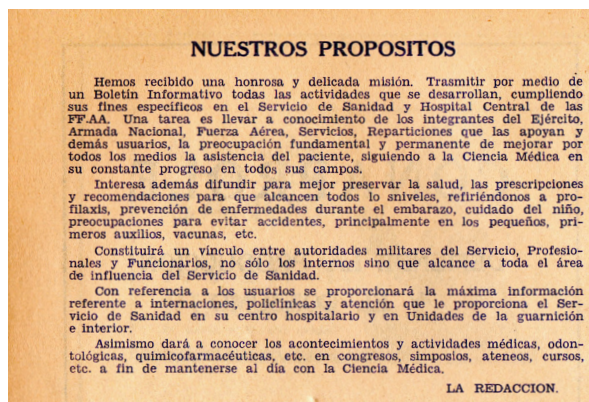 NUESTROS PROPOSITOS
Hemos recibido una honrosa y delicada misión. Trasmitir por medio de
un Boletín Informativo todas las actividades que se desarrollan, cumpliendo
sus fines específicos en el Servicio de Sanidad y Hospital Central de las
FF.AA. Una tarea es llevar a conocimiento de los integrantes del Ejército,
Armada Nacional, Fuerza Aérea, Servicios, Reparticiones que las apoyan y
demás usuarios, la preocupación fundamental y permanente de mejorar por
todos los medios la asistencia del paciente, siguiendo a la Ciencia Médica en
su constante progreso en todos sus campos.
Interesa además difundir para mejor preservar la salud, las prescripciones
y recomendaciones para que alcancen todos lo sniveles, refiriéndonos a pro-
filaxis, prevención de enfermedades durante el embarazo, cuidado del niño,
preocupaciones para evitar accidentes, principalmente en los pequeños, pri-
meros auxilios, vacunas, etc.
Constituirá un vínculo entre autoridades militares del Servicio, Profesio-
nales y Funcionarios, no sólo los internos sino que alcance a toda el área
de influencia del Servicio de Sanidad.
Con referencia a los usuarios se proporcionará la máxima información
referente a internaciones, policlínicas y atención que le proporciona el Ser-
vicio de Sanidad en su centro hospitalario y en Unidades de la guarnición
e interior.
Asimismo dará a conocer los acontecimientos y actividades médicas, odon-
tológicas, quimicofarmacéuticas, etc. en congresos, simposios, ateneos, cursos,
etc. a fin de mantenerse al día con la Ciencia Médica.
LA REDACCION.